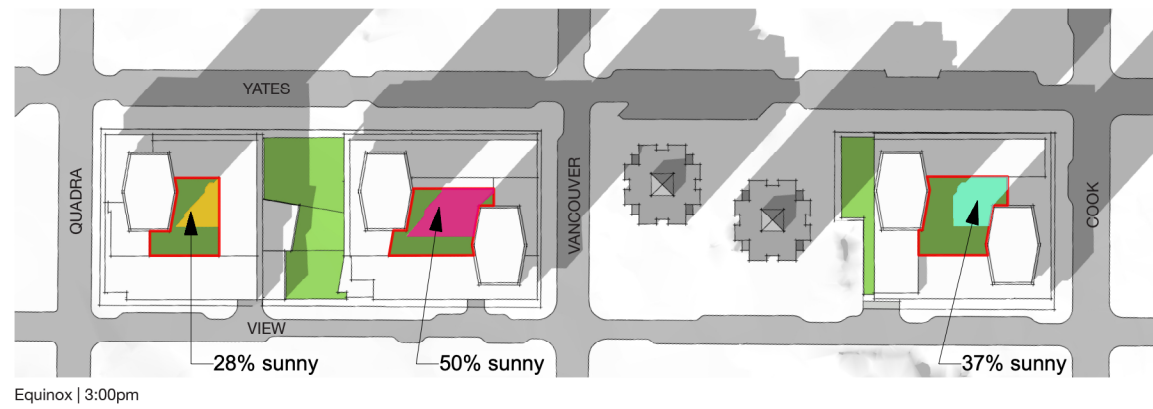 YATES
QUADRA
VANCOUVER
COOK
VIEW
28% sunny
50% sunny
37% sunny
Equinox | 3:00pm